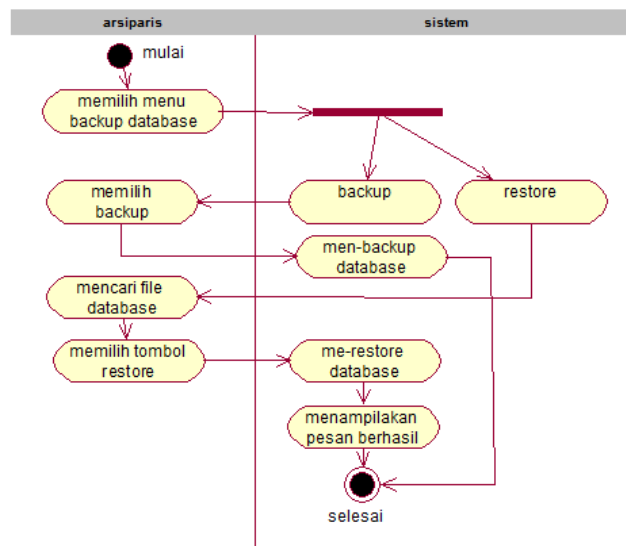 arsiparis
sistem
mulai
memilih menu
backup database
memilih
backup
backup
restore
men-backup
database
mencari file
database
memilih tombol
restore
me-restore
database
menampilakan
pesan berhasil
selesai